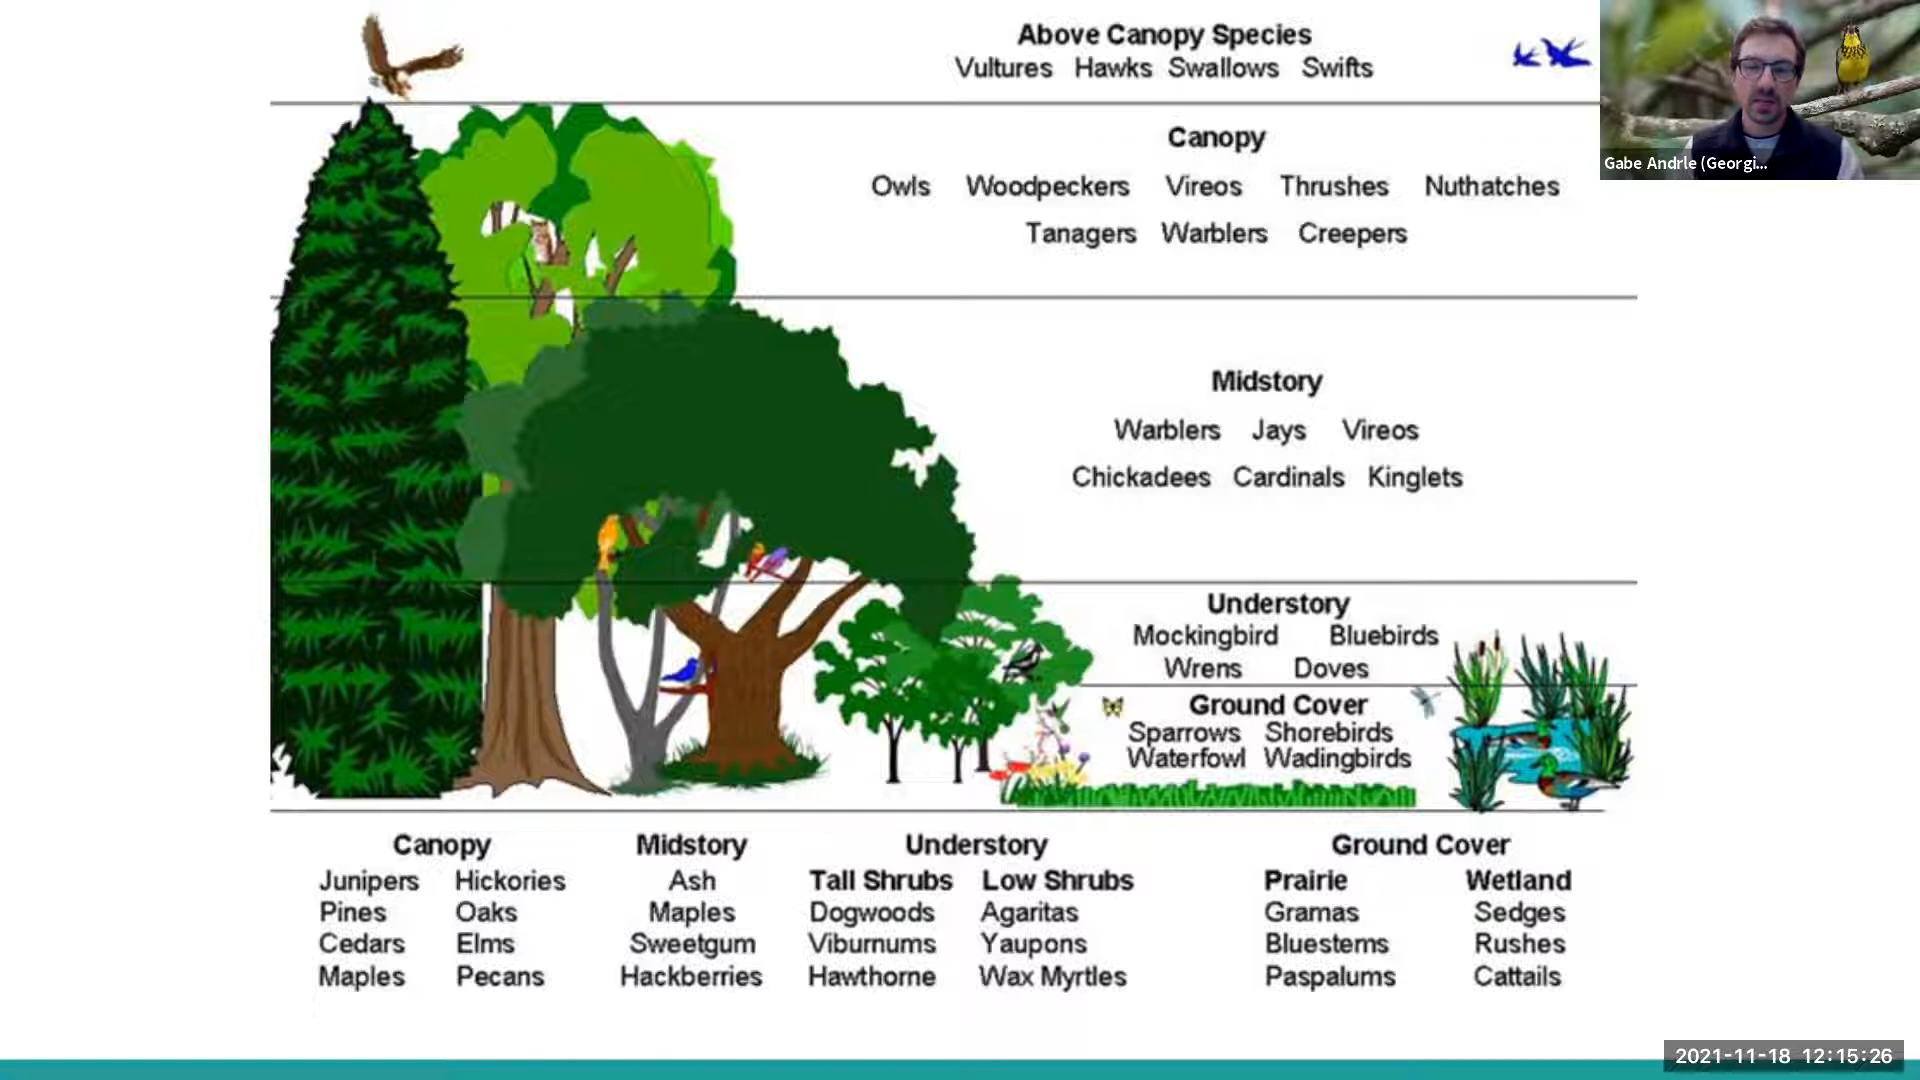 Above Canopy Species
Vultures Hawks Swallows Swifts
Gabe Andrle (Georgi...
Canopy
Owls Woodpeckers Vireos Thrushes Nuthatches
Tanagers Warblers Creepers
Midstory
Warblers Jays Vireos
Chickadees Cardinals Kinglets
Understory
Mockingbird Bluebirds
Wrens Doves
Ground Cover
Sparrows Shorebirds
Waterfowl Wadingbirds
Canopy Midstory Understory Ground Cover
Junipers Hickories Ash Tall Shrubs Low Shrubs Prairie Wetland
Pines Oaks Maples Dogwoods Agaritas Gramas Sedges
Cedars Elms Sweetgum Viburnums Yaupons Bluestems Rushes
Maples Pecans Hackberries Hawthorne Wax Myrtles Paspalums Cattails
2021-11-18 12:15:26